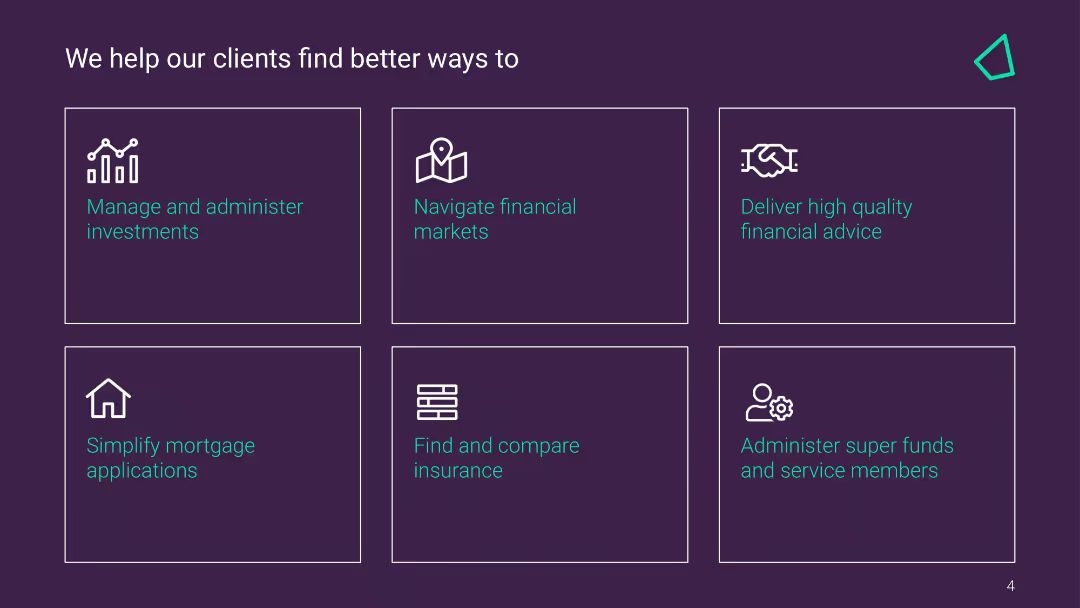 We help our clients find better ways to
Manage and administer
investments
Navigate financial
markets
Deliver high quality
financial advice
Simplify mortgage
applications
Find and compare
insurance
Administer super funds
and service members
4